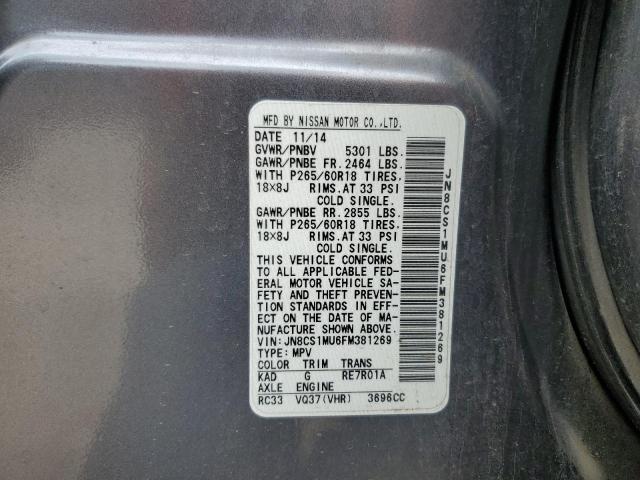 MFD BY NISSAN MOTOR CO.,LTD.
DATE 11/14
GVWR/PNBV 5301 LBS.
GAWR/PNBE FR. 2464 LBS.
WITH P265/60R18 TIRES.
18×8J RIMS. AT 33 PSI
COLD SINGLE.
GAWR/PNBE RR. 2855 LBS.
WITH P265/60R18 TIRES.
18×8J RIMS. AT 33 PSI
COLD SINGLE.
THIS VEHICLE CONFORMS
TO ALL APPLICABLE FED-
ERAL MOTOR VEHICLE SA-
FETY AND THEFT PREVEN-
TION STANDARDS IN EFF-
ECT ON THE DATE OF MA-
NUFACTURE SHOWN ABOVE.
VIN:JN8CS1MU6FM381269
TYPE: MPV
COLOR TRIM TRANS
KAD G RE7R01A
AXLE ENGINE
RC33 VQ37(VHR) 3696CC
JN8CS1MU6FM381269